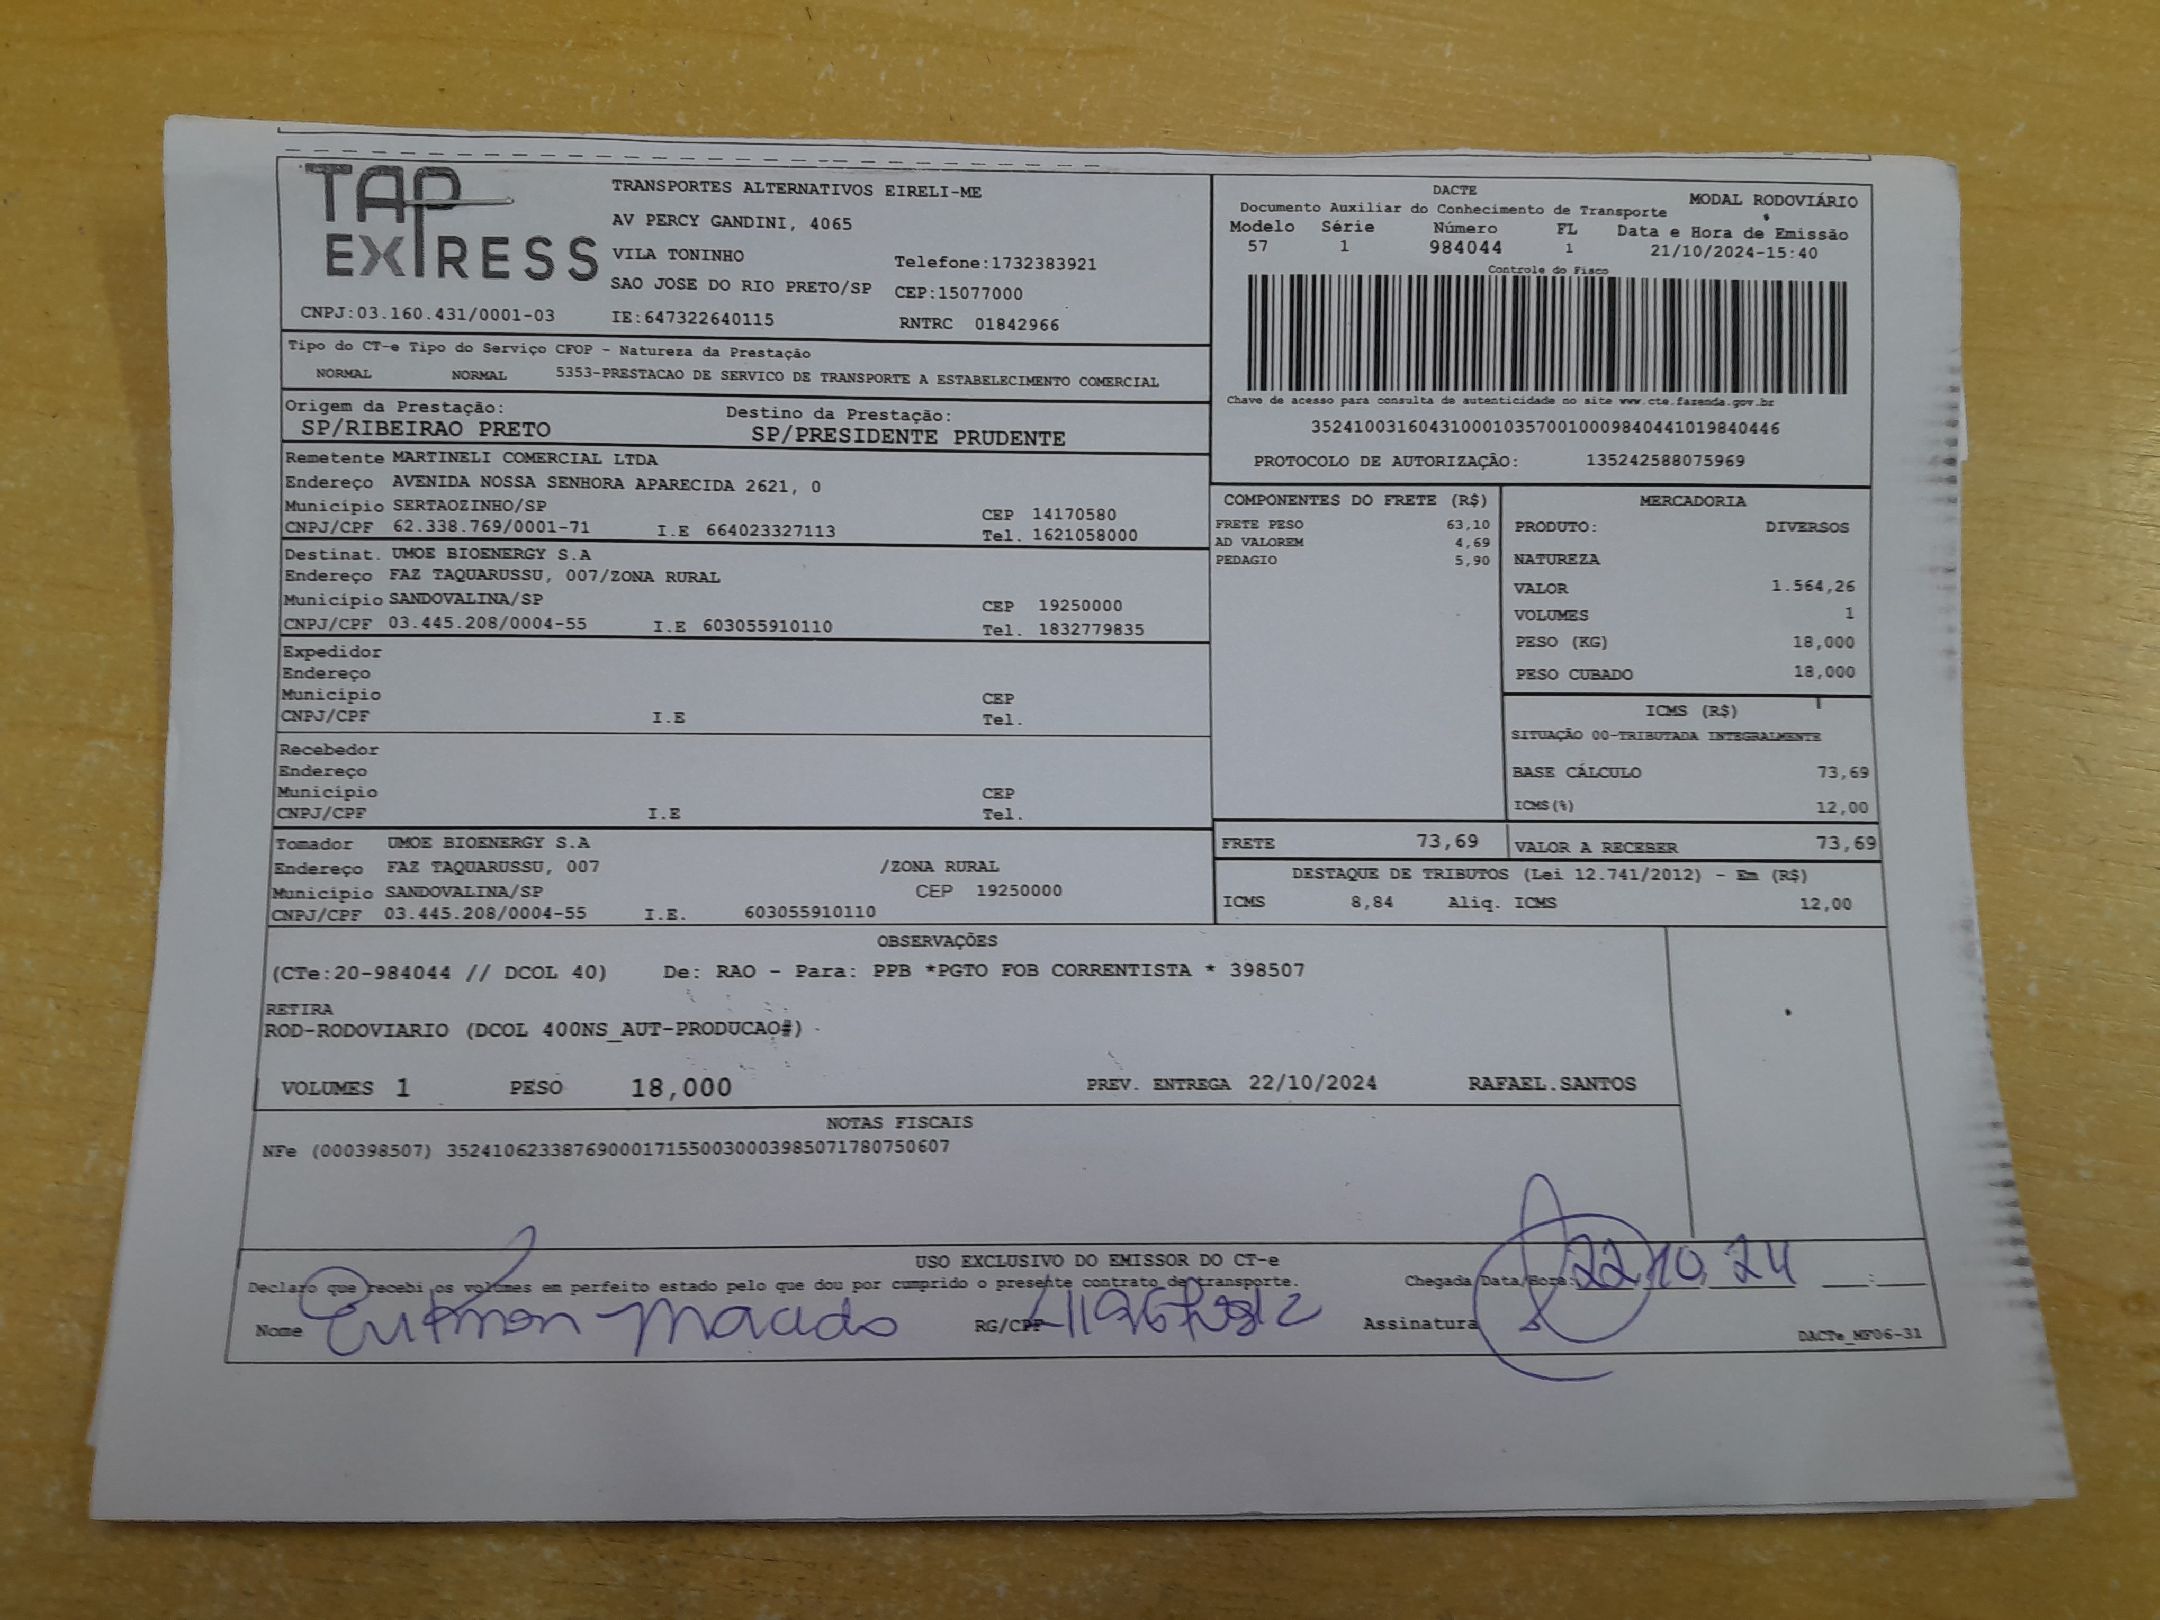 TAP EXPRESS
TRANSPORTES ALTERNATIVOS EIRELI-ME
AV PERCY GANDINI, 4065
VILA TONINHO Telefone:1732383921
SAO JOSE DO RIO PRETO/SP CEP:15077000
CNPJ:03.160.431/0001-03 IE:647322640115 RNTRC 01842966
DACTE MODAL RODOVIÁRIO
Documento Auxiliar do Conhecimento de Transporte
Modelo Série Número FL Data e Hora de Emissão
57 1 984044 1 21/10/2024-15:40
Controle do Fisco
Chave de acesso para consulta de autenticidade no site www.cte.fazenda.gov.br
35241003160431000103570010009840441019840446
PROTOCOLO DE AUTORIZAÇÃO: 135242588075969
Tipo do CT-e Tipo do Serviço CFOP - Natureza da Prestação
NORMAL NORMAL 5353-PRESTACAO DE SERVICO DE TRANSPORTE A ESTABELECIMENTO COMERCIAL
Origem da Prestação: Destino da Prestação:
SP/RIBEIRAO PRETO SP/PRESIDENTE PRUDENTE
Remetente MARTINELI COMERCIAL LTDA
Endereço AVENIDA NOSSA SENHORA APARECIDA 2621, 0
Município SERTAOZINHO/SP CEP 14170580
CNPJ/CPF 62.338.769/0001-71 I.E 664023327113 Tel. 1621058000
Destinat. UMOE BIOENERGY S.A
Endereço FAZ TAQUARUSSU, 007/ZONA RURAL
Município SANDOVALINA/SP CEP 19250000
CNPJ/CPF 03.445.208/0004-55 I.E 603055910110 Tel. 1832779835
Expedidor
Endereço
Município CEP
CNPJ/CPF I.E Tel.
Recebedor
Endereço
Município CEP
CNPJ/CPF I.E Tel.
Tomador UMOE BIOENERGY S.A
Endereço FAZ TAQUARUSSU, 007 /ZONA RURAL
Município SANDOVALINA/SP CEP 19250000
CNPJ/CPF 03.445.208/0004-55 I.E. 603055910110
COMPONENTES DO FRETE (R$)
FRETE PESO 63,10
AD VALOREM 4,69
PEDAGIO 5,90
MERCADORIA
PRODUTO: DIVERSOS
NATUREZA
VALOR 1.564,26
VOLUMES 1
PESO (KG) 18,000
PESO CUBADO 18,000
ICMS (R$)
SITUAÇÃO 00-TRIBUTADA INTEGRALMENTE
BASE CÁLCULO 73,69
ICMS(%) 12,00
FRETE 73,69 VALOR A RECEBER 73,69
DESTAQUE DE TRIBUTOS (Lei 12.741/2012) - Em (R$)
ICMS 8,84 Aliq. ICMS 12,00
OBSERVAÇÕES
(CTe:20-984044 // DCOL 40) De: RAO - Para: PPB *PGTO FOB CORRENTISTA * 398507
RETIRA
ROD-RODOVIARIO (DCOL 400NS_AUT-PRODUCAO#)
VOLUMES 1 PESO 18,000 PREV. ENTREGA 22/10/2024 RAFAEL.SANTOS
NOTAS FISCAIS
NFe (000398507) 35241062338769000171550030003985071780750607
USO EXCLUSIVO DO EMISSOR DO CT-e
Declaro que recebi os volumes em perfeito estado pelo que dou por cumprido o presente contrato de transporte. Chegada Data/Hora: 22 10 24 __:__
Nome Macedo RG/CPF Assinatura
DACTe_MF06-31